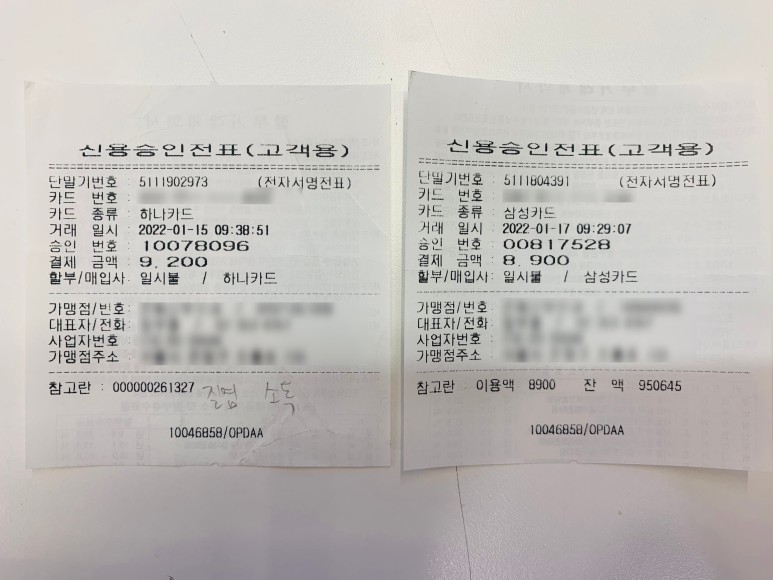 신용승인전표(고객용)
단말기번호 : 5111902973 (전자서명전표)
카드 번호 :
카드 종류 : 하나카드
거래 일시 : 2022-01-15 09:38:51
승인 번호 : 10078096
결제 금액 : 9,200
할부/매입사: 일시불 / 하나카드
가맹점/번호 :
대표자/전화:
사업자번호 :
가맹점주소 :
참고란 : 000000261327 질염 소독
10046858/OPDAA
신용승인전표(고객용)
단말기번호 : 5111804391 (전자서명전표)
카드 번호 :
카드 종류 : 삼성카드
거래 일시 : 2022-01-17 09:29:07
승인 번호 : 00817528
결제 금액 : 8,900
할부/매입사: 일시불 / 삼성카드
가맹점/번호 :
대표자/전화:
사업자번호 :
가맹점주소 :
참고란 : 이용액 8900 잔 액 950645
10046858/OPDAA